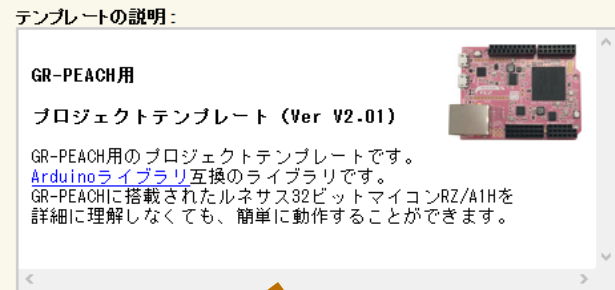 テンプレートの説明:
GR-PEACH用
プロジェクトテンプレート (Ver V2.01)
GR-PEACH用のプロジェクトテンプレートです。
Arduinoライブラリ互換のライブラリです。
GR-PEACHに搭載されたルネサス32ビットマイコンRZ/A1Hを
詳細に理解しなくても、簡単に動作することができます。